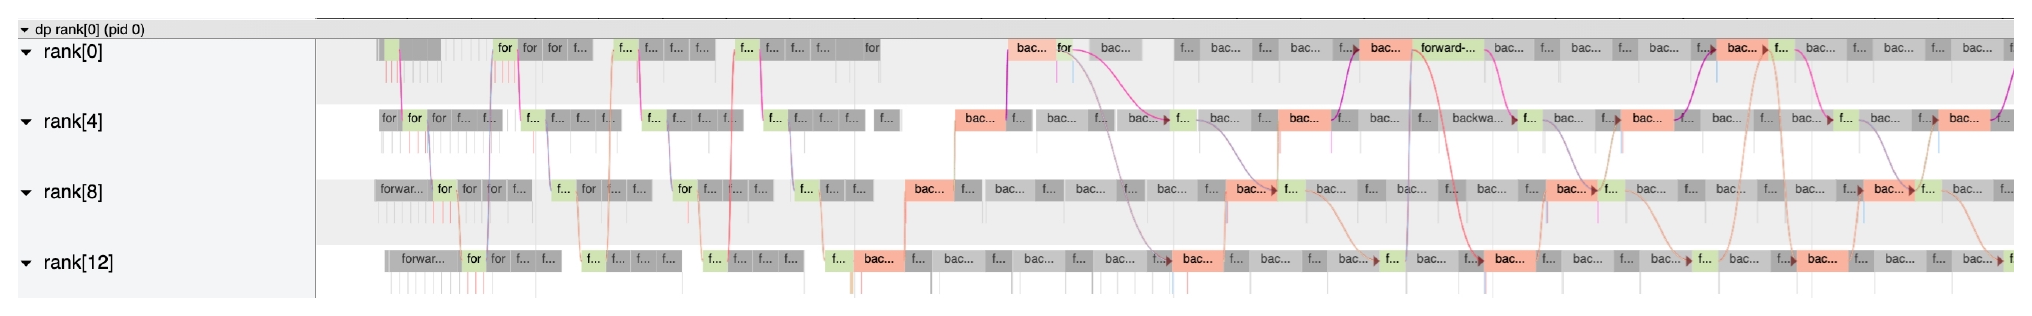 dp rank[0] (pid 0)
rank[0] for for for f... f... f... f... f... f... f... f... f... for bac... for bac... f... bac... f... bac... f... bac... forward-... bac... f... bac... f... bac... f... bac... f... bac... f... bac... f... bac... f
rank[4] for for for f... f... f... f... f... f... f... f... f... f... f... f... f... f... f... bac... f... bac... f... bac... f... bac... f... bac... f... bac... f... backwa... f... bac... f... bac... f... bac... f... bac... f... bac... f... bac... f...
rank[8] forwar... for for for f... f... for f... f... for f... f... f... f... f... f... bac... f... bac... f... bac... f... bac... f... bac... f... bac... f... bac... f... bac... f... bac... f... bac... f... bac... f... bac... f... bac... f... bac...
rank[12] forwar... for for f... f... f... f... f... f... f... f... f... f... f... bac... f... bac... f... bac... f... bac... f... bac... f... bac... f... bac... f... bac... f... bac... f... bac... f... bac... f... bac... f... bac... f... bac... f